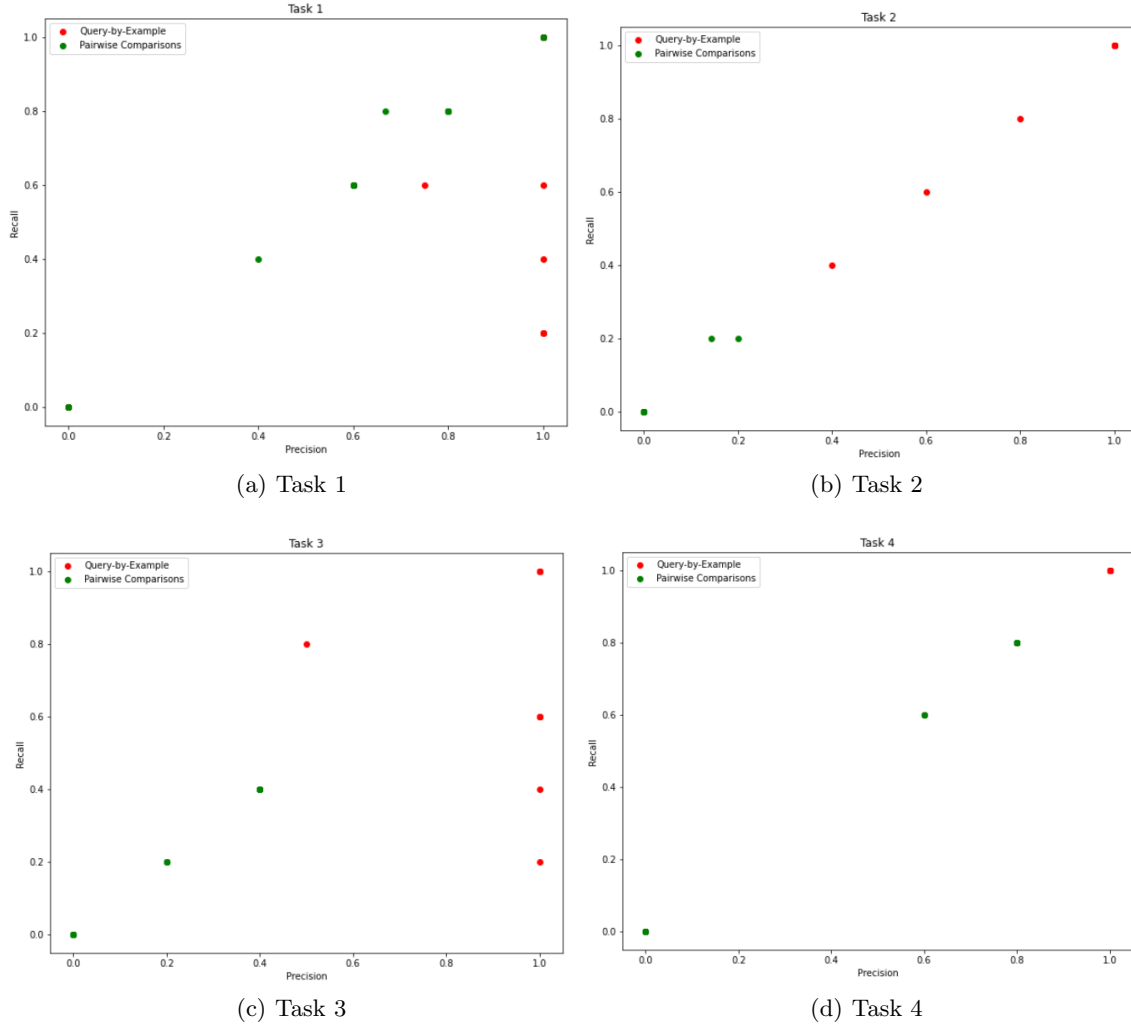 Task 1
Query-by-Example
Pairwise Comparisons
1.0
0.8
0.6
0.4
0.2
0.0
Recall
0.0 0.2 0.4 0.6 0.8 1.0
Precision
(a) Task 1
Task 2
Query-by-Example
Pairwise Comparisons
1.0
0.8
0.6
0.4
0.2
0.0
Recall
0.0 0.2 0.4 0.6 0.8 1.0
Precision
(b) Task 2
Task 3
Query-by-Example
Pairwise Comparisons
1.0
0.8
0.6
0.4
0.2
0.0
Recall
0.0 0.2 0.4 0.6 0.8 1.0
Precision
(c) Task 3
Task 4
Query-by-Example
Pairwise Comparisons
1.0
0.8
0.6
0.4
0.2
0.0
Recall
0.0 0.2 0.4 0.6 0.8 1.0
Precision
(d) Task 4